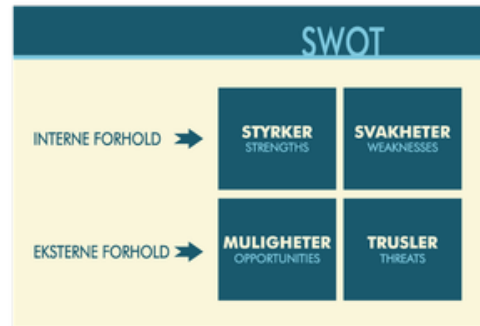 SWOT
INTERNE FORHOLD
STYRKER
STRENGTHS
SVAKHETER
WEAKNESSES
EKSTERNE FORHOLD
MULIGHETER
OPPORTUNITIES
TRUSLER
THREATS